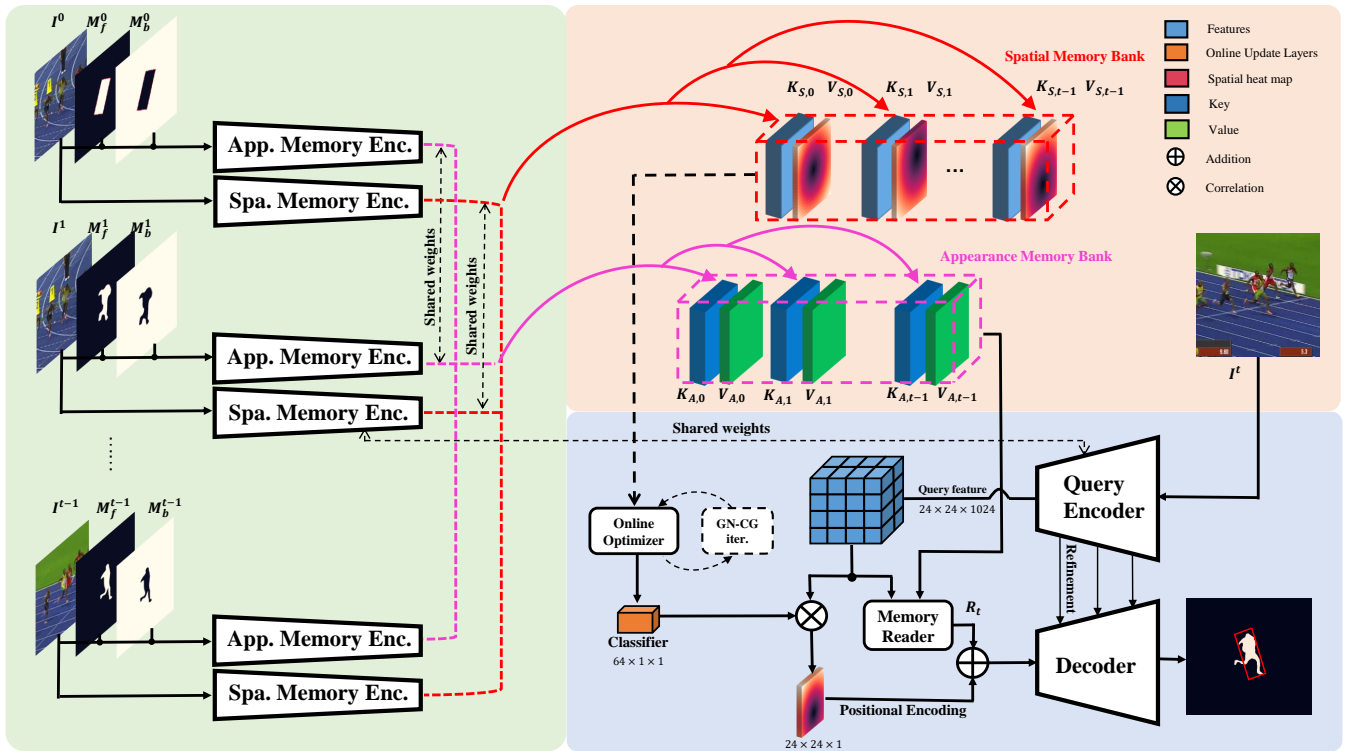 I^0 M_f^0 M_b^0
App. Memory Enc.
Spa. Memory Enc.
I^1 M_f^1 M_b^1
App. Memory Enc.
Spa. Memory Enc.
......
I^{t-1} M_f^{t-1} M_b^{t-1}
App. Memory Enc.
Spa. Memory Enc.
Shared weights
Shared weights
Spatial Memory Bank
K_{S,0} V_{S,0} K_{S,1} V_{S,1} K_{S,t-1} V_{S,t-1}
...
Appearance Memory Bank
K_{A,0} V_{A,0} K_{A,1} V_{A,1} K_{A,t-1} V_{A,t-1}
Features
Online Update Layers
Spatial heat map
Key
Value
Addition
Correlation
I^t
Shared weights
Query feature
24 × 24 × 1024
Query
Encoder
Online
Optimizer
GN-CG
iter.
Refinement
Classifier
64 × 1 × 1
Memory
Reader
R_t
Decoder
Positional Encoding
24 × 24 × 1